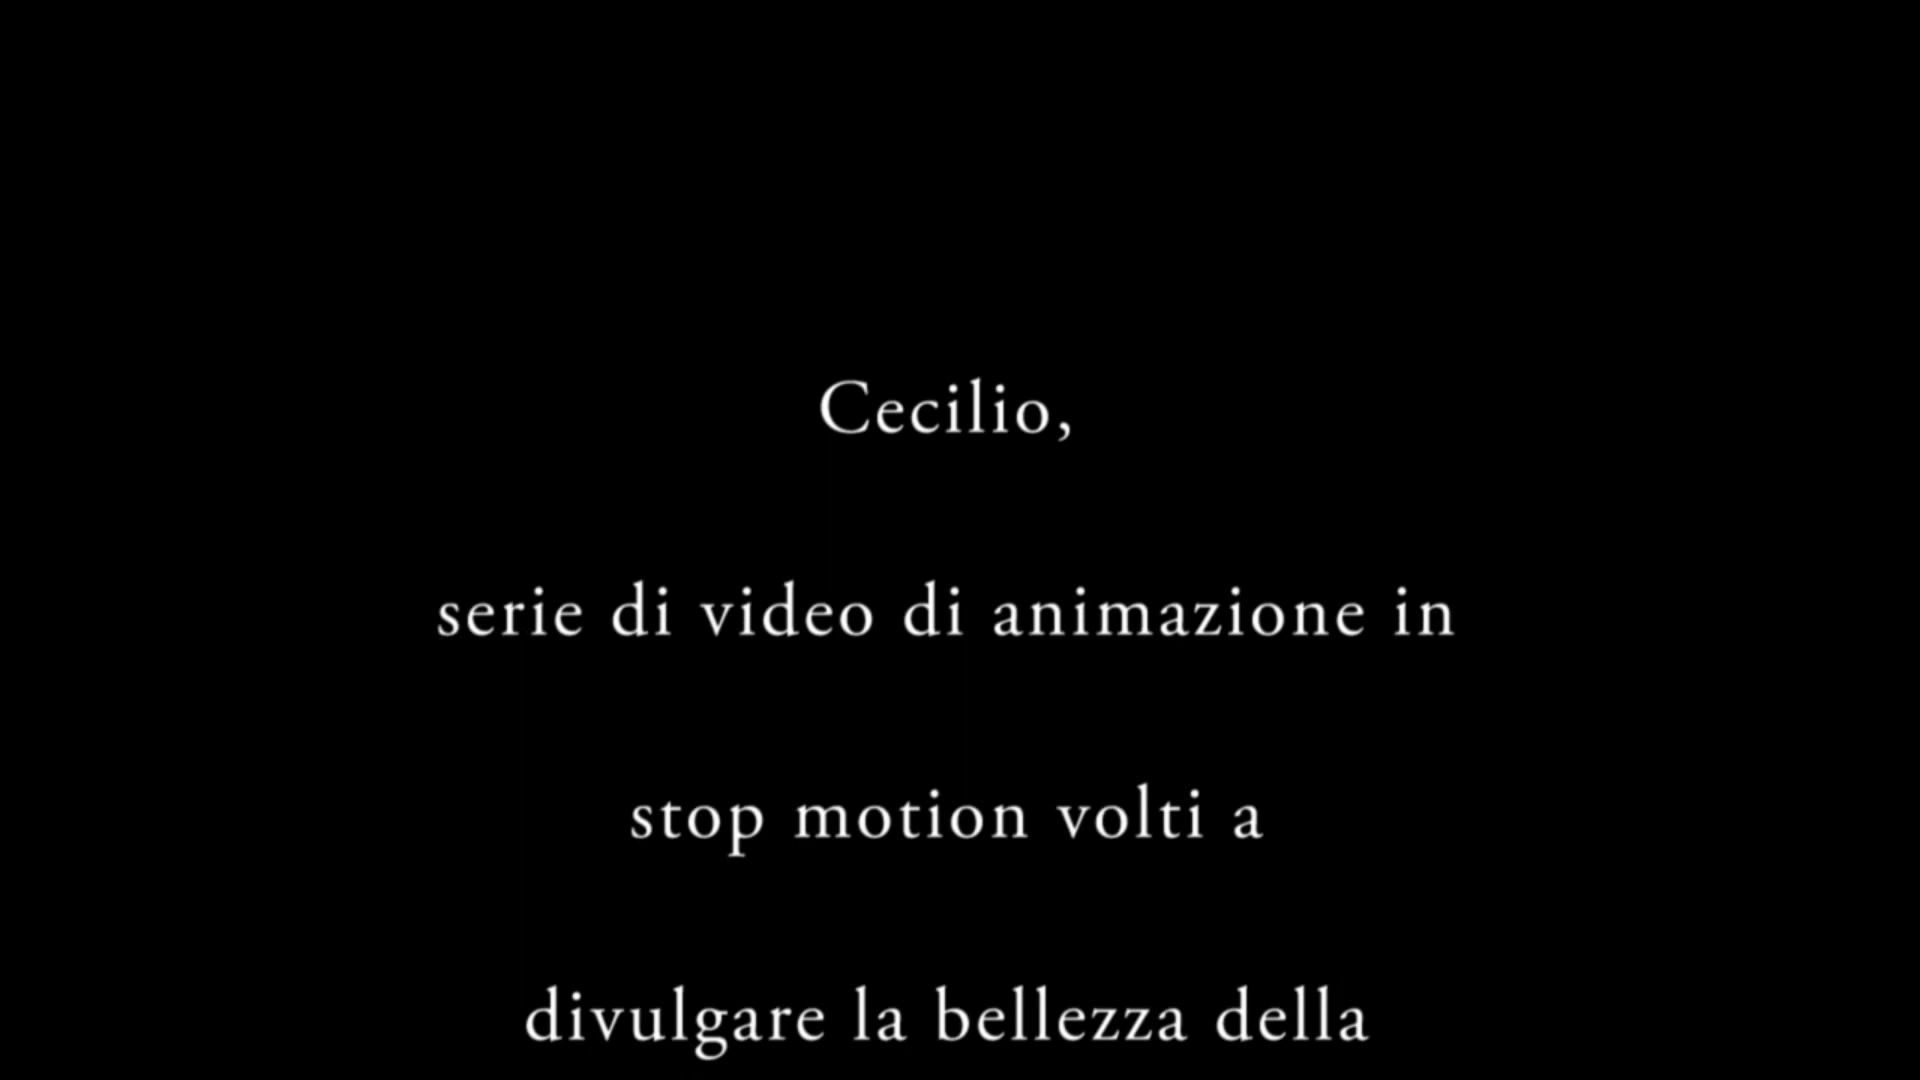 Cecilio,
serie di video di animazione in
stop motion volti a
divulgare la bellezza della